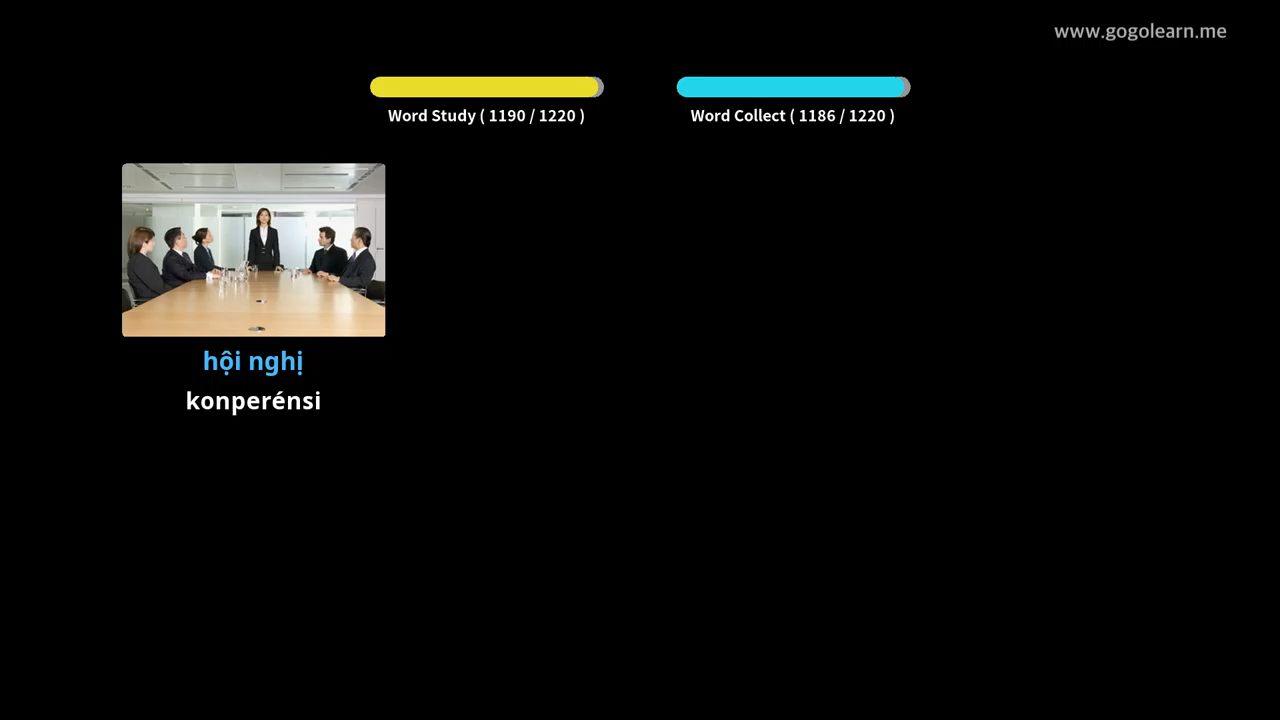 www.gogolearn.me
Word Study ( 1190 / 1220 )
Word Collect ( 1186 / 1220 )
hội nghị
konperénsi